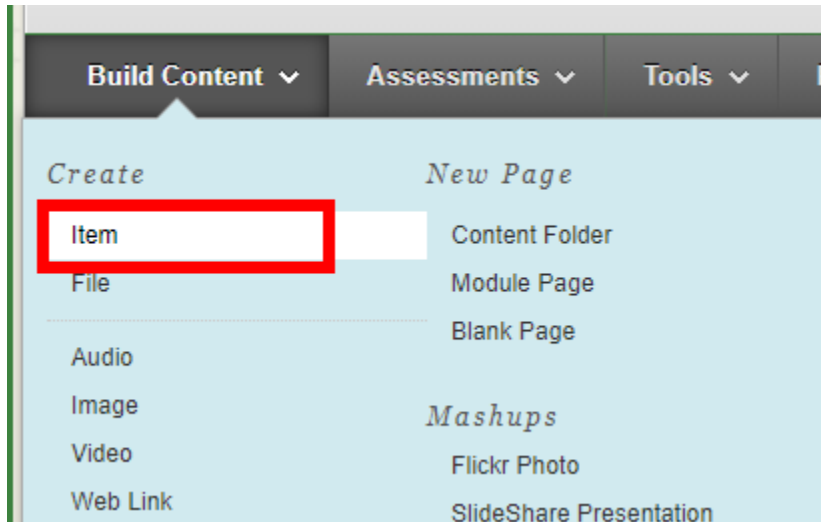 Build Content
Assessments
Tools
Create
Item
File
Audio
Image
Video
Web Link
New Page
Content Folder
Module Page
Blank Page
Mashups
Flickr Photo
SlideShare Presentation